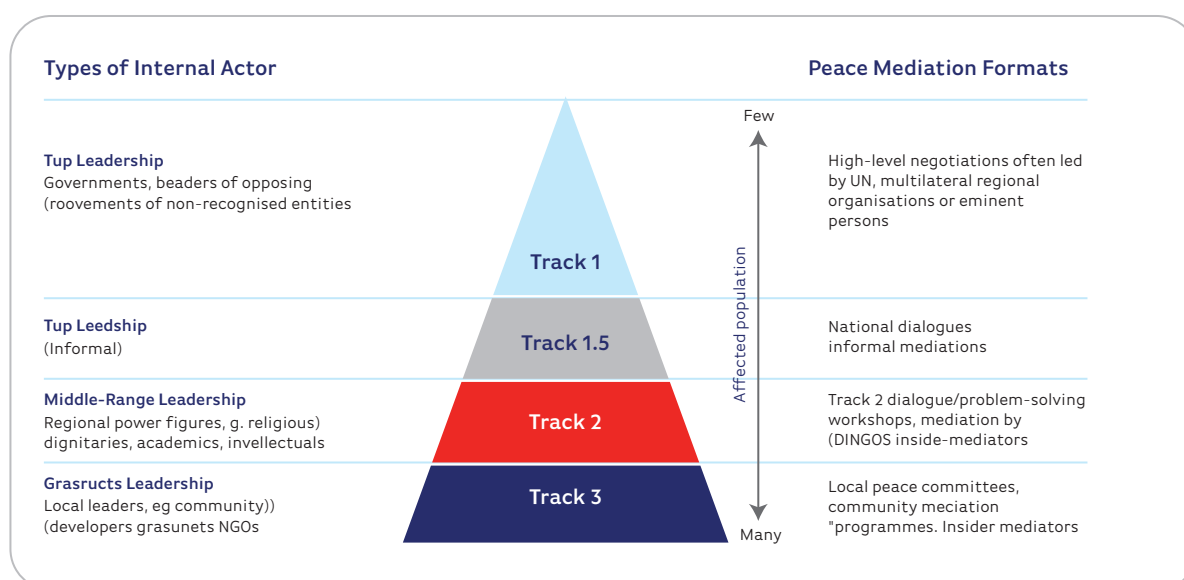 Types of Internal Actor
Peace Mediation Formats
Few
Tup Leadership
Governments, beaders of opposing
(roovements of non-recognised entities
Track 1
High-level negotiations often led
by UN, multilateral regional
organisations or eminent
persons
Affected population
Tup Leedship
(Informal)
Track 1.5
National dialogues
informal mediations
Middle-Range Leadership
Regional power figures, g. religious)
dignitaries, academics, invellectuals
Track 2
Track 2 dialogue/problem-solving
workshops, mediation by
(DINGOS inside-mediators
Grasructs Leadership
Local leaders, eg community))
(developers grasunets NGOs
Track 3
Many
Local peace committees,
community meciation
"programmes. Insider mediators